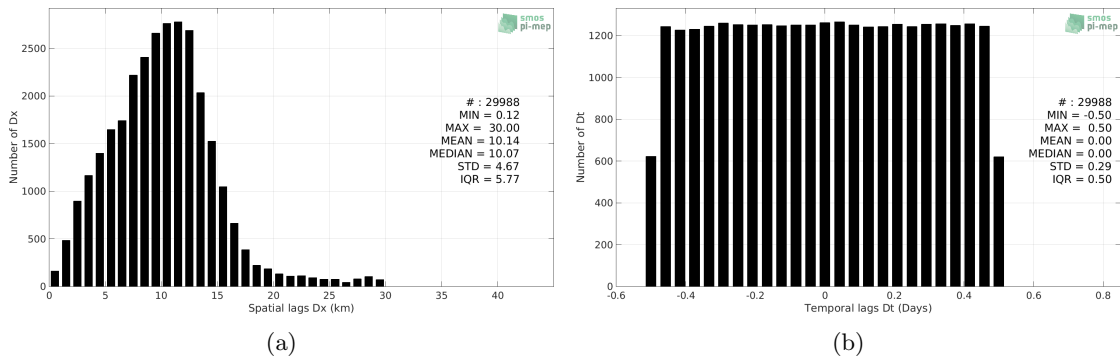 smos
pi-mep
2500
2000
1500
1000
500
0
Number of Dx
# : 29988
MIN = 0.12
MAX = 30.00
MEAN = 10.14
MEDIAN = 10.07
STD = 4.67
IQR = 5.77
0 5 10 15 20 25 30 35 40
Spatial lags Dx (km)
(a)
smos
pi-mep
1200
1000
800
600
400
200
0
Number of Dt
# : 29988
MIN = -0.50
MAX = 0.50
MEAN = 0.00
MEDIAN = 0.00
STD = 0.29
IQR = 0.50
-0.6 -0.4 -0.2 0 0.2 0.4 0.6 0.8
Temporal lags Dt (Days)
(b)